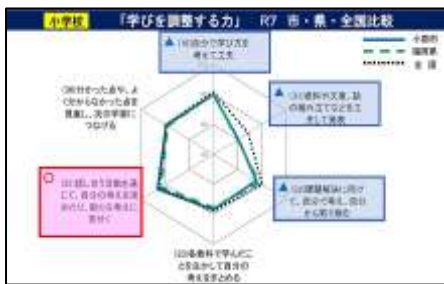 小学校 「学びを調整する力」 R7 市・県・全国比較
小郡市
福岡県
全国
自分で学び方を
考えて工夫
分かった点や、よ
く分からなかった点を
見直し、次の学習に
つなげる
資料や文章、話
の組み立てなどを工
夫して発表
課題解決に向け
て、自分で考え、自分
から取り組む
話し合う活動を通
じて、自分の考えを深
めたり、新たな考えに
気付く
各教科で学んだこ
とを生かして自分の
考えをまとめる